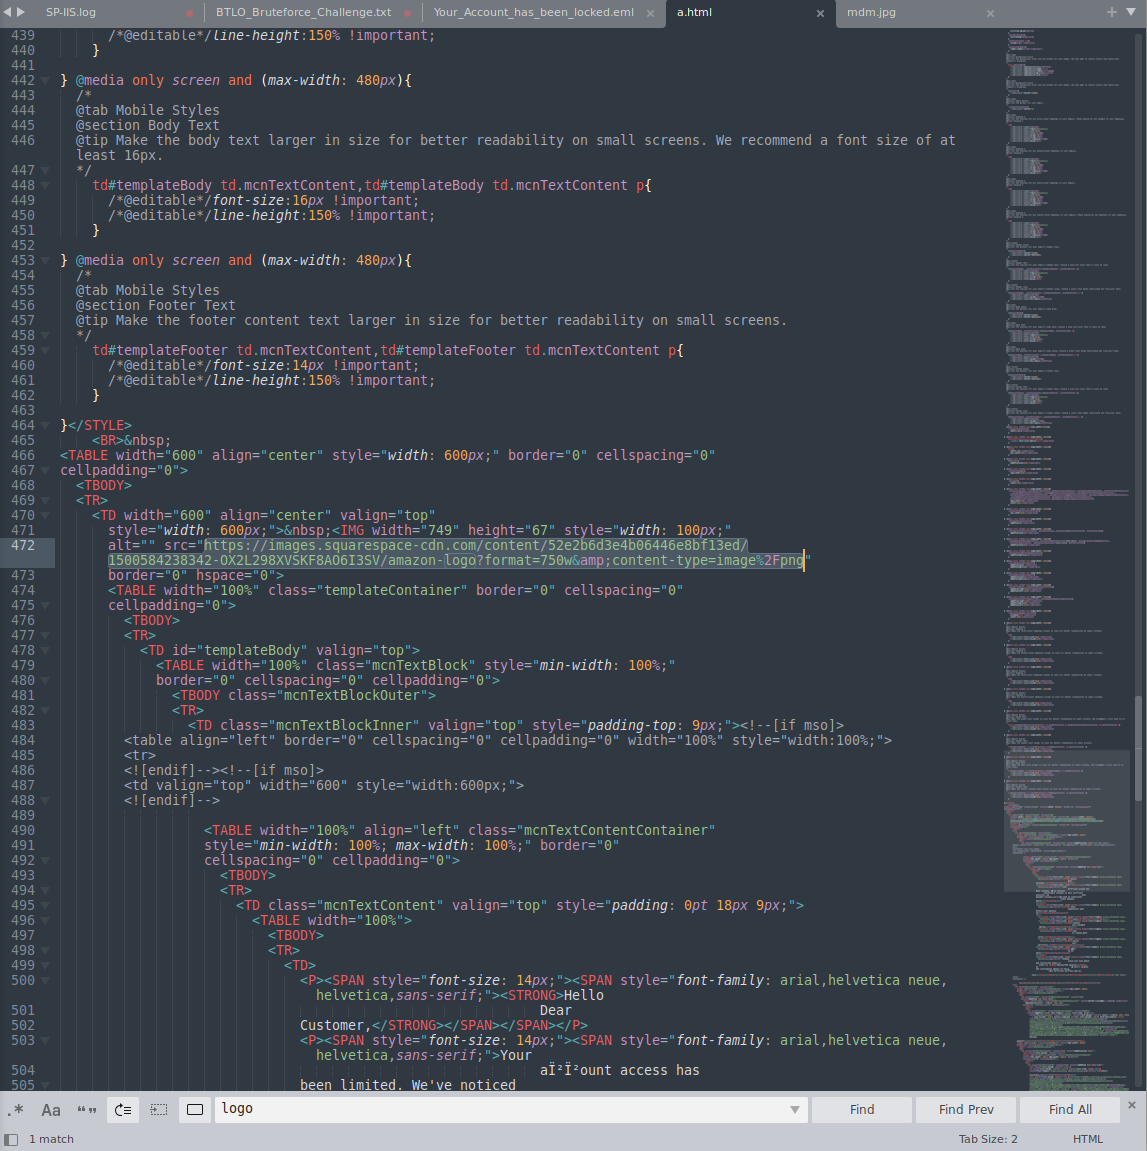 SP-IIS.log
BTLO_Bruteforce_Challenge.txt
Your_Account_has_been_locked.eml
a.html
mdm.jpg
439 /*@editable*/line-height:150% !important;
440 }
441
442 } @media only screen and (max-width: 480px){
443 /*
444 @tab Mobile Styles
445 @section Body Text
446 @tip Make the body text larger in size for better readability on small screens. We recommend a font size of at
least 16px.
447 */
448 td#templateBody td.mcnTextContent,td#templateBody td.mcnTextContent p{
449 /*@editable*/font-size:16px !important;
450 /*@editable*/line-height:150% !important;
451 }
452
453 } @media only screen and (max-width: 480px){
454 /*
455 @tab Mobile Styles
456 @section Footer Text
457 @tip Make the footer content text larger in size for better readability on small screens.
458 */
459 td#templateFooter td.mcnTextContent,td#templateFooter td.mcnTextContent p{
460 /*@editable*/font-size:14px !important;
461 /*@editable*/line-height:150% !important;
462 }
463
464 }</STYLE>
465 <BR>&nbsp;
466 <TABLE width="600" align="center" style="width: 600px;" border="0" cellspacing="0"
467 cellpadding="0">
468 <TBODY>
469 <TR>
470 <TD width="600" align="center" valign="top"
471 style="width: 600px;">&nbsp;<IMG width="749" height="67" style="width: 100px;"
472 alt="" src="https://images.squarespace-cdn.com/content/52e2b6d3e4b06446e8bf13ed/
1500584238342-OX2L298XVSKF8AO6I3SV/amazon-logo?format=750w&amp;content-type=image%2Fpng"
473 border="0" hspace="0">
474 <TABLE width="100%" class="templateContainer" border="0" cellspacing="0"
475 cellpadding="0">
476 <TBODY>
477 <TR>
478 <TD id="templateBody" valign="top">
479 <TABLE width="100%" class="mcnTextBlock" style="min-width: 100%;"
480 border="0" cellspacing="0" cellpadding="0">
481 <TBODY class="mcnTextBlockOuter">
482 <TR>
483 <TD class="mcnTextBlockInner" valign="top" style="padding-top: 9px;"><!--[if mso]>
484 <table align="left" border="0" cellspacing="0" cellpadding="0" width="100%" style="width:100%;">
485 <tr>
486 <![endif]--><!--[if mso]>
487 <td valign="top" width="600" style="width:600px;">
488 <![endif]-->
489
490 <TABLE width="100%" align="left" class="mcnTextContentContainer"
491 style="min-width: 100%; max-width: 100%;" border="0"
492 cellspacing="0" cellpadding="0">
493 <TBODY>
494 <TR>
495 <TD class="mcnTextContent" valign="top" style="padding: 0pt 18px 9px;">
496 <TABLE width="100%">
497 <TBODY>
498 <TR>
499 <TD>
500 <P><SPAN style="font-size: 14px;"><SPAN style="font-family: arial,helvetica neue,
helvetica,sans-serif;"><STRONG>Hello
501 Dear
502 Customer,</STRONG></SPAN></SPAN></P>
503 <P><SPAN style="font-size: 14px;"><SPAN style="font-family: arial,helvetica neue,
helvetica,sans-serif;">Your
504 aÏ²Ï²ount access has
505 been limited. We've noticed
.* Aa “” logo Find Find Prev Find All
1 match Tab Size: 2 HTML